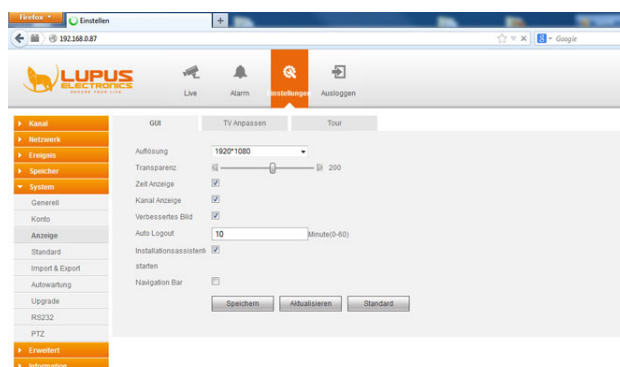 Firefox
Einstellen
192.168.0.87
Google
LUPUS
ELECTRONICS
Live
Alarm
Einstellungen
Ausloggen
Kanal
Netzwerk
Ereignis
Speicher
System
Generell
Konto
Anzeige
Standard
Import & Export
Autowartung
Upgrade
RS232
PTZ
Erweitert
Information
GUI
TV Anpassen
Tour
Auflösung 1920*1080
Transparenz 200
Zeit Anzeige
Kanal Anzeige
Verbessertes Bild
Auto Logout 10 Minute(0-60)
Installationsassistent
starten
Navigation Bar
Speichern
Aktualisieren
Standard